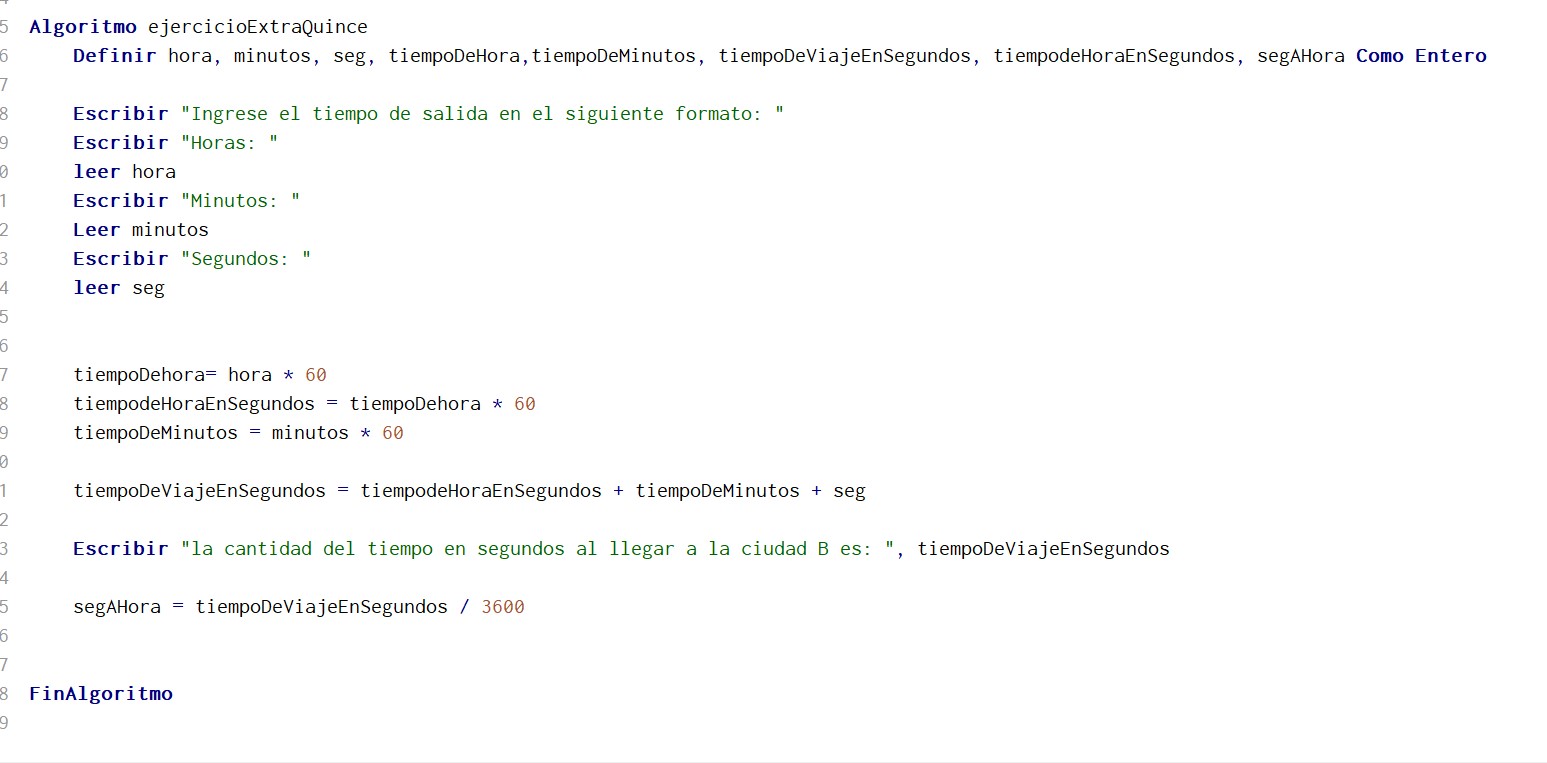 5 Algoritmo ejercicioExtraQuince
6 Definir hora, minutos, seg, tiempoDeHora,tiempoDeMinutos, tiempoDeViajeEnSegundos, tiempodeHoraEnSegundos, segAHora Como Entero
7
8 Escribir "Ingrese el tiempo de salida en el siguiente formato: "
9 Escribir "Horas: "
0 leer hora
1 Escribir "Minutos: "
2 Leer minutos
3 Escribir "Segundos: "
4 leer seg
5
6
7 tiempoDehora= hora * 60
8 tiempodeHoraEnSegundos = tiempoDehora * 60
9 tiempoDeMinutos = minutos * 60
0
1 tiempoDeViajeEnSegundos = tiempodeHoraEnSegundos + tiempoDeMinutos + seg
2
3 Escribir "la cantidad del tiempo en segundos al llegar a la ciudad B es: ", tiempoDeViajeEnSegundos
4
5 segAHora = tiempoDeViajeEnSegundos / 3600
6
7
8 FinAlgoritmo
9